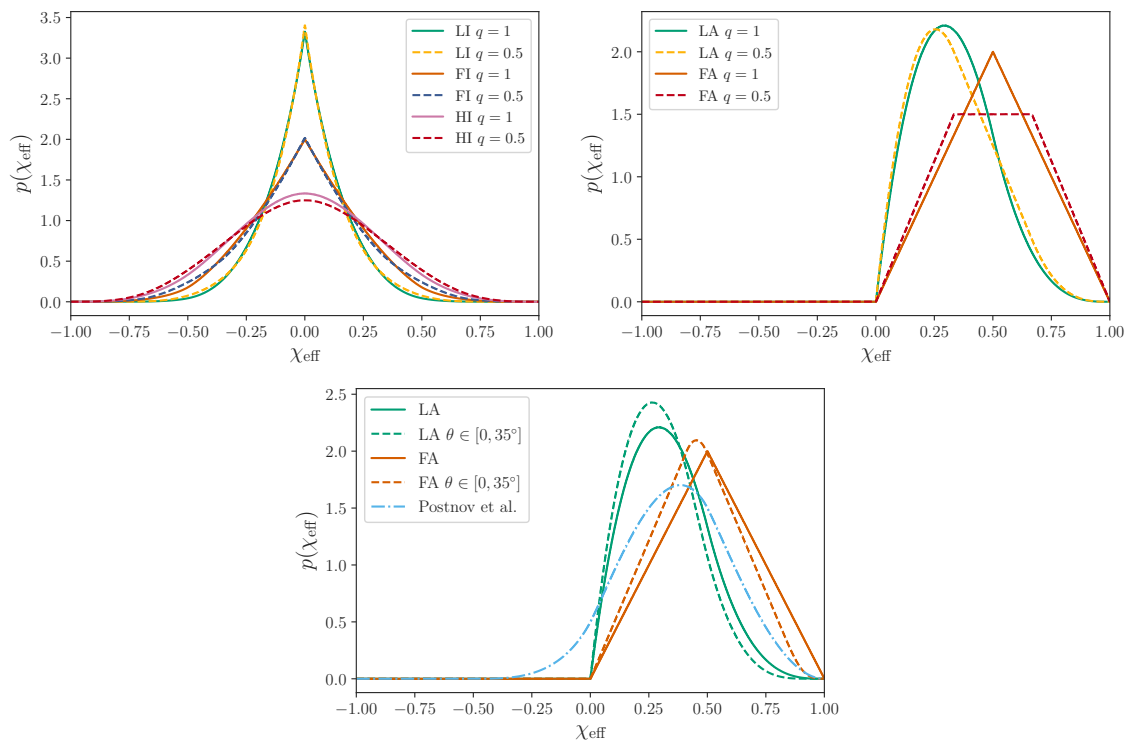 3.5
3.0
2.5
2.0
1.5
1.0
0.5
0.0
p(χeff)
LI q = 1
LI q = 0.5
FI q = 1
FI q = 0.5
HI q = 1
HI q = 0.5
−1.00 −0.75 −0.50 −0.25 0.00 0.25 0.50 0.75 1.00
χeff
2.0
1.5
1.0
0.5
0.0
p(χeff)
LA q = 1
LA q = 0.5
FA q = 1
FA q = 0.5
−1.00 −0.75 −0.50 −0.25 0.00 0.25 0.50 0.75 1.00
χeff
2.5
2.0
1.5
1.0
0.5
0.0
p(χeff)
LA
LA θ ∈ [0, 35°]
FA
FA θ ∈ [0, 35°]
Postnov et al.
−1.00 −0.75 −0.50 −0.25 0.00 0.25 0.50 0.75 1.00
χeff